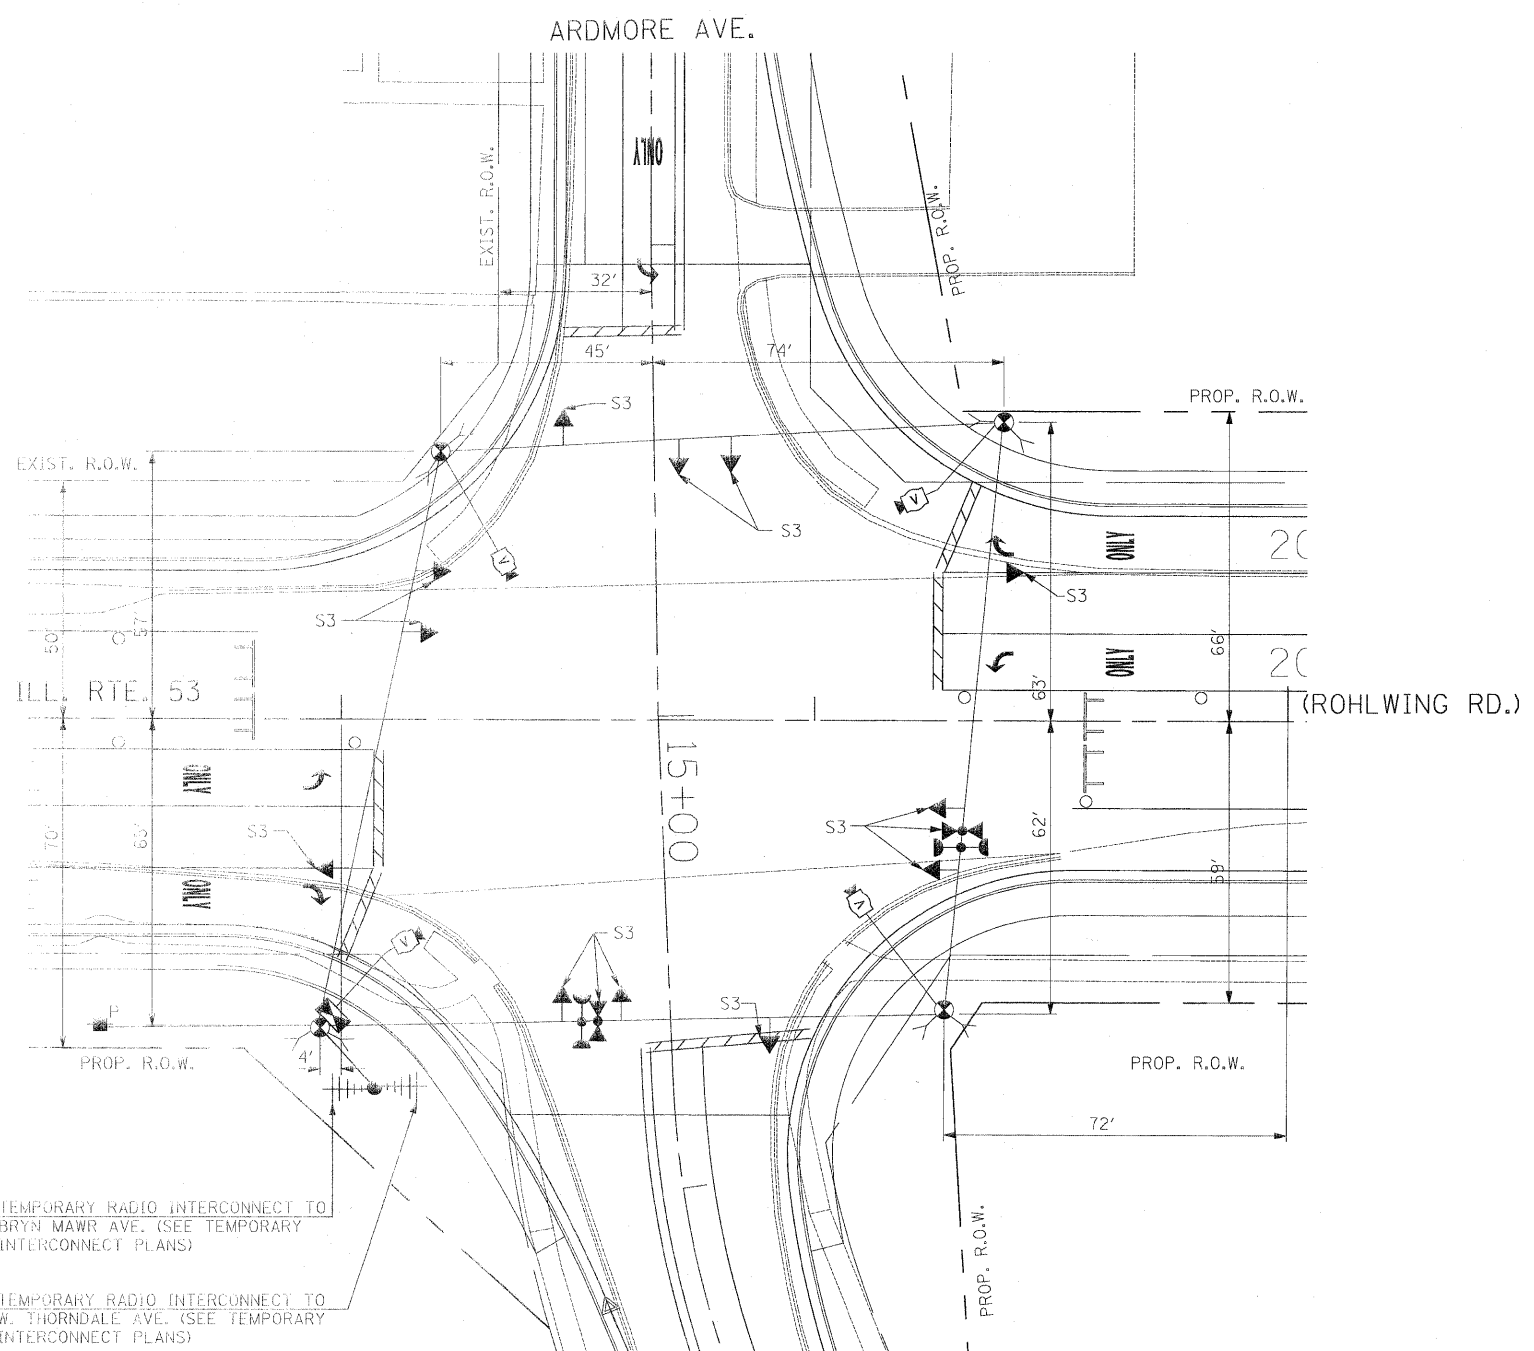 ARDMORE AVE.
ONLY
EXIST. R.O.W.
PROP. R.O.W.
PROP. R.O.W.
32'
45'
74'
PROP. R.O.W.
S3
EXIST. R.O.W.
S3
V
V
ONLY
20
S3
S3
50'
57'
66'
ONLY
20
63'
ILL. RTE. 53
(ROHLWING RD.)
15+00
ONLY
70'
63'
S3
S3
62'
59'
ONLY
V
V
S3
S3
P
4'
PROP. R.O.W.
PROP. R.O.W.
72'
TEMPORARY RADIO INTERCONNECT TO
BRYN MAWR AVE. (SEE TEMPORARY
INTERCONNECT PLANS)
PROP. R.O.W.
TEMPORARY RADIO INTERCONNECT TO
W. THORNDALE AVE. (SEE TEMPORARY
INTERCONNECT PLANS)